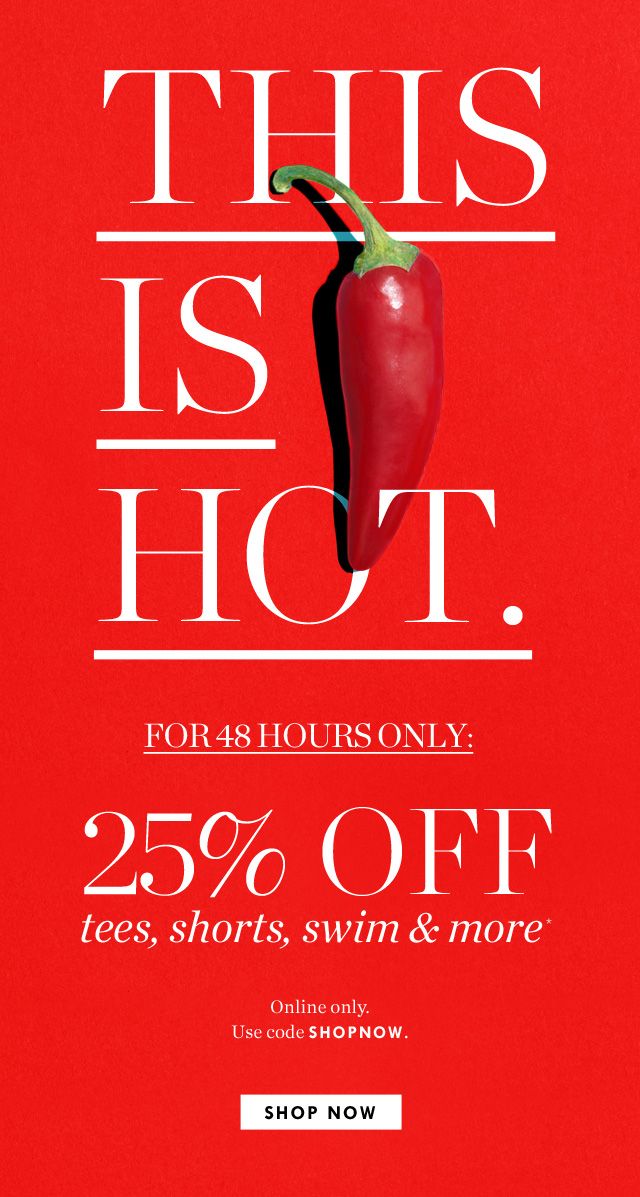 THIS
IS
HOT.
FOR 48 HOURS ONLY:
25% OFF
tees, shorts, swim & more*
Online only.
Use code SHOPNOW.
SHOP NOW